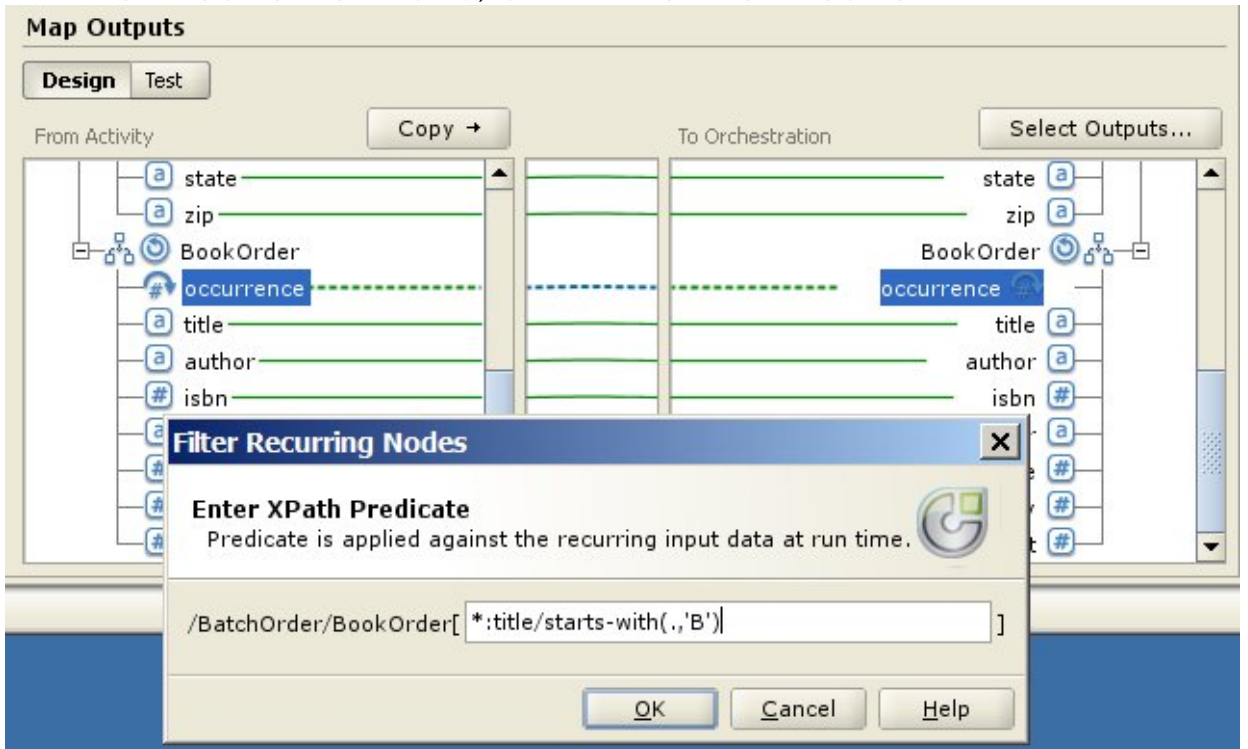 Map Outputs
Design Test
From Activity Copy → To Orchestration Select Outputs...
a state state a
a zip zip a
BookOrder BookOrder
# occurrence occurrence #
a title title a
a author author a
# isbn isbn #
Filter Recurring Nodes
Enter XPath Predicate
Predicate is applied against the recurring input data at run time.
/BatchOrder/BookOrder[ *:title/starts-with(.,'B') ]
OK Cancel Help